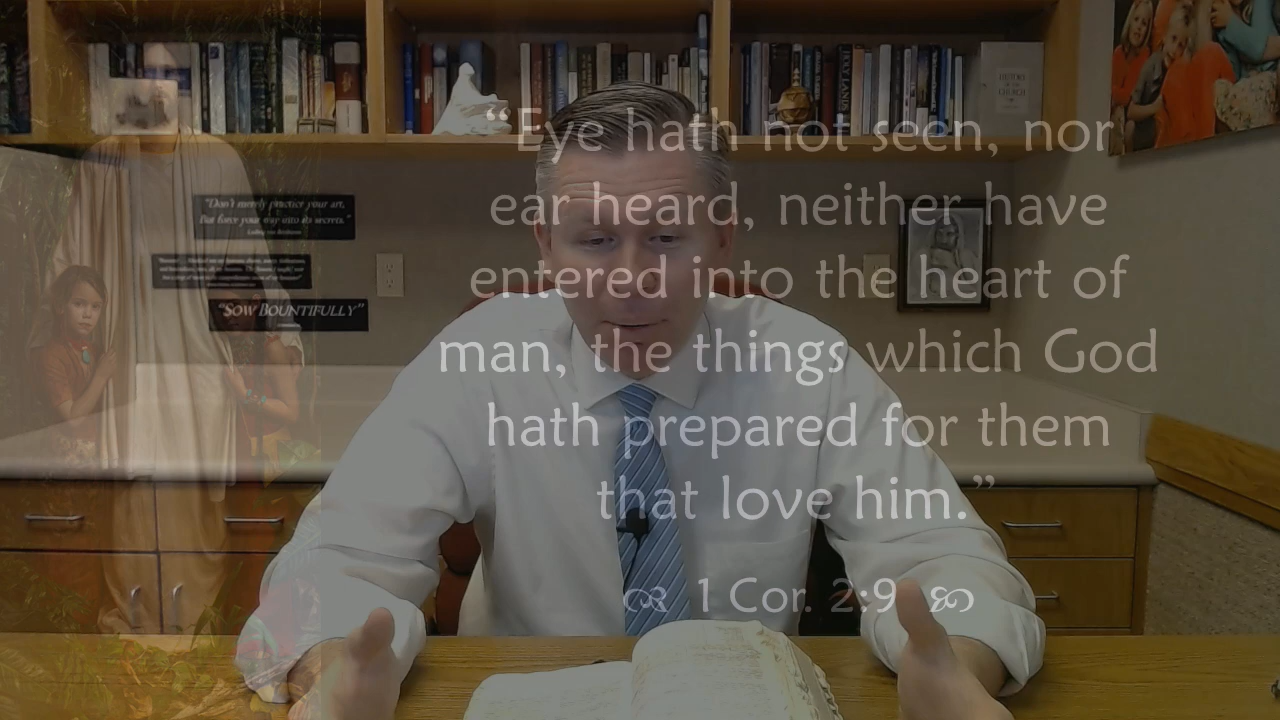 “Eye hath not seen, nor
ear heard, neither have
entered into the heart of
man, the things which God
hath prepared for them
that love him.”
1 Cor. 2:9
"Don't merely practice your art,
But force your way into its secrets."
"SOW BOUNTIFULLY"